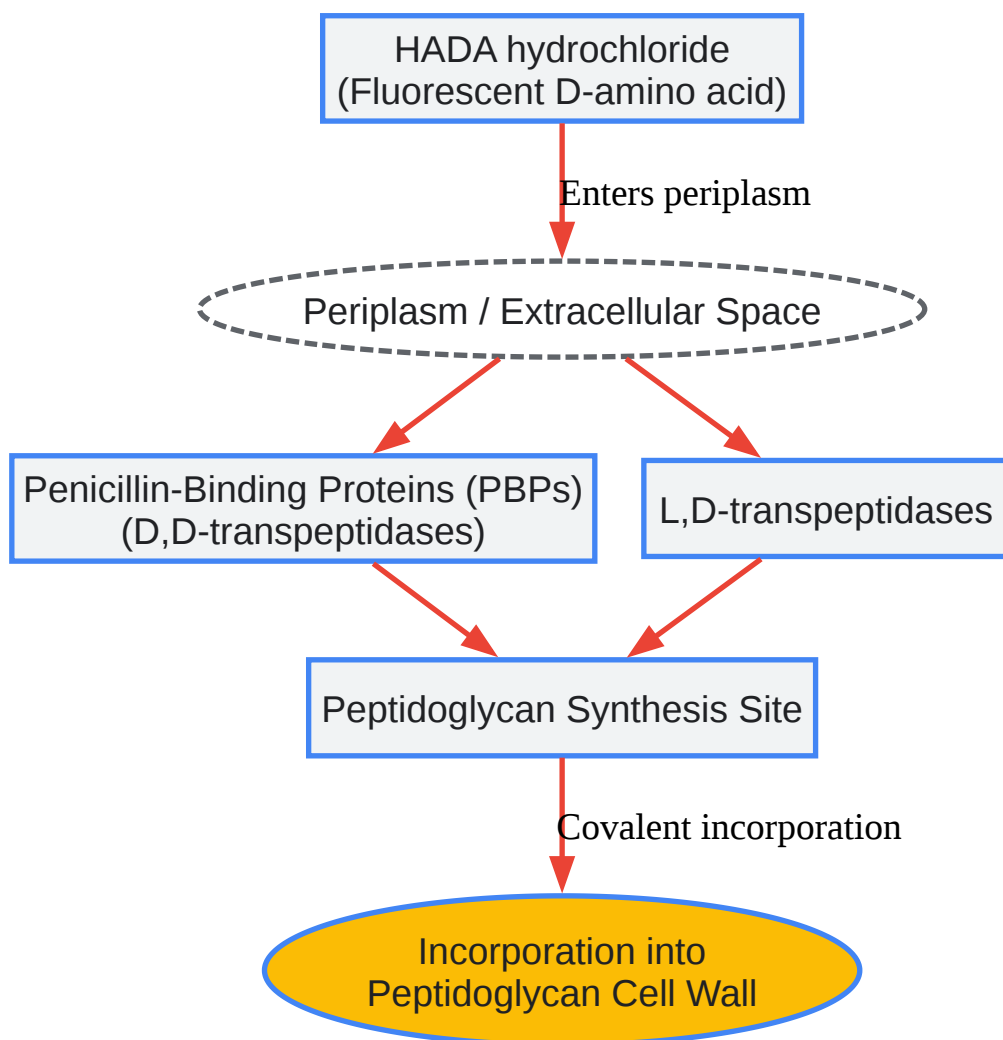 HADA hydrochloride
(Fluorescent D-amino acid)
Enters periplasm
Periplasm / Extracellular Space
Penicillin-Binding Proteins (PBPs)
(D,D-transpeptidases)
L,D-transpeptidases
Peptidoglycan Synthesis Site
Covalent incorporation
Incorporation into
Peptidoglycan Cell Wall